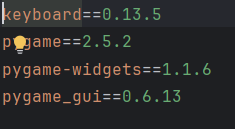 keyboard==0.13.5
pygame==2.5.2
pygame-widgets==1.1.6
pygame_gui==0.6.13